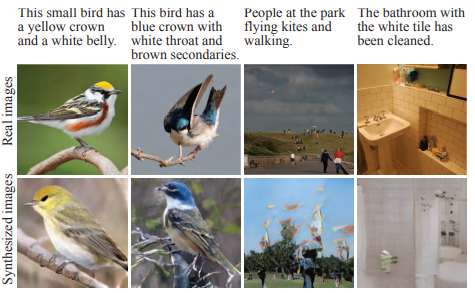 This small bird has
a yellow crown
and a white belly.
This bird has a
blue crown with
white throat and
brown secondaries.
People at the park
flying kites and
walking.
The bathroom with
the white tile has
been cleaned.
Real images
Synthesized images